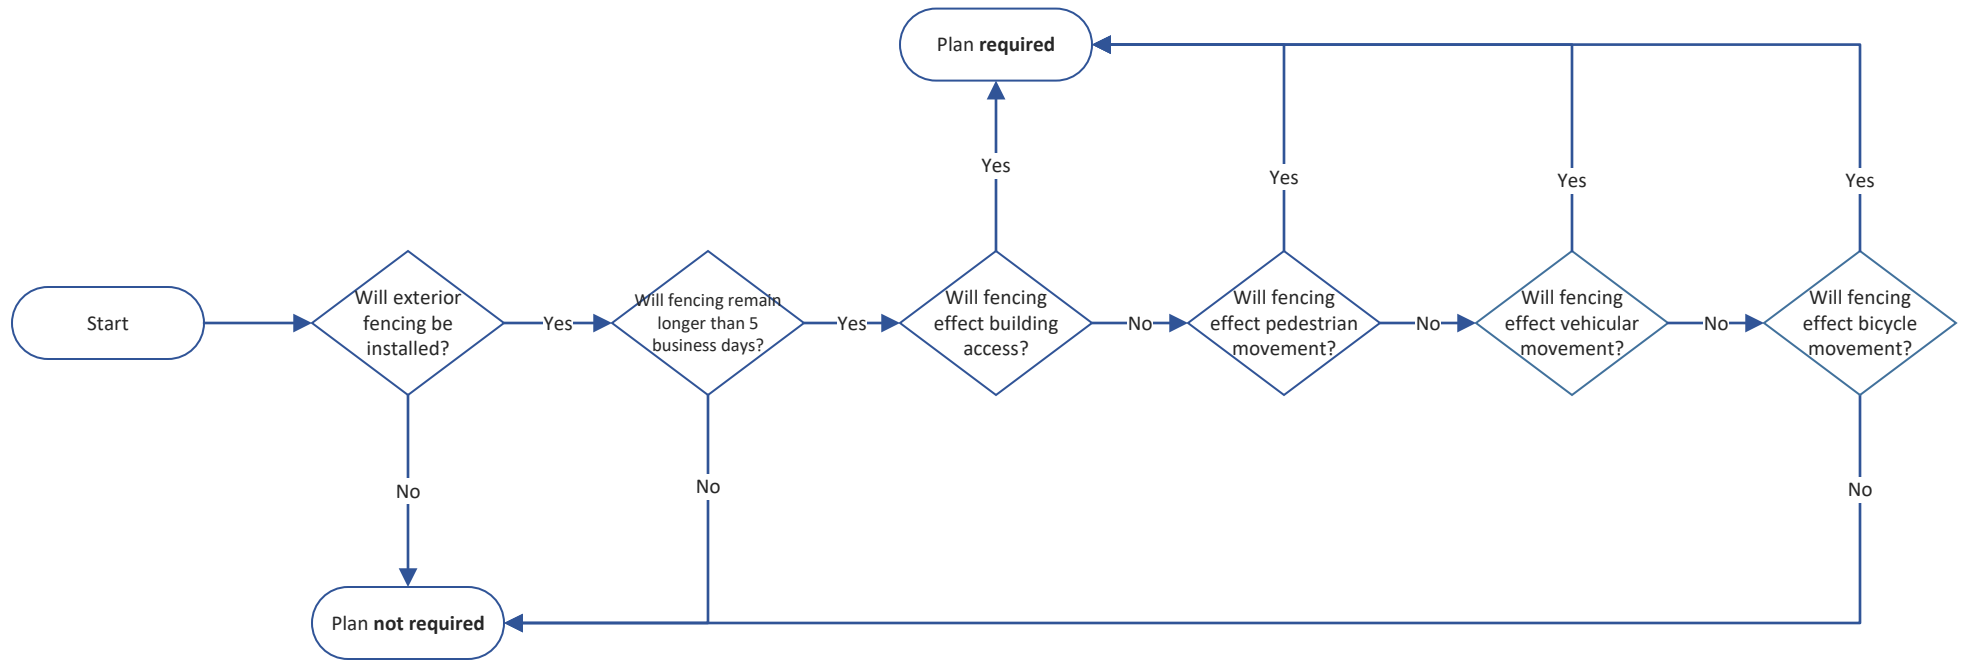 Plan required
Yes
Yes
Yes
Yes
Start
Will exterior
fencing be
installed?
Yes
Will fencing remain
longer than 5
business days?
Yes
Will fencing
effect building
access?
No
Will fencing
effect pedestrian
movement?
No
Will fencing
effect vehicular
movement?
No
Will fencing
effect bicycle
movement?
No
No
No
Plan not required